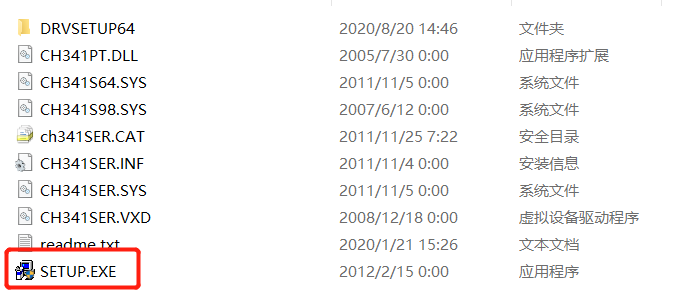 DRVSETUP64 2020/8/20 14:46 文件夹
CH341PT.DLL 2005/7/30 0:00 应用程序扩展
CH341S64.SYS 2011/11/5 0:00 系统文件
CH341S98.SYS 2007/6/12 0:00 系统文件
ch341SER.CAT 2011/11/25 7:22 安全目录
CH341SER.INF 2011/11/4 0:00 安装信息
CH341SER.SYS 2011/11/5 0:00 系统文件
CH341SER.VXD 2008/12/18 0:00 虚拟设备驱动程序
readme.txt 2020/1/21 15:26 文本文档
SETUP.EXE 2012/2/15 0:00 应用程序